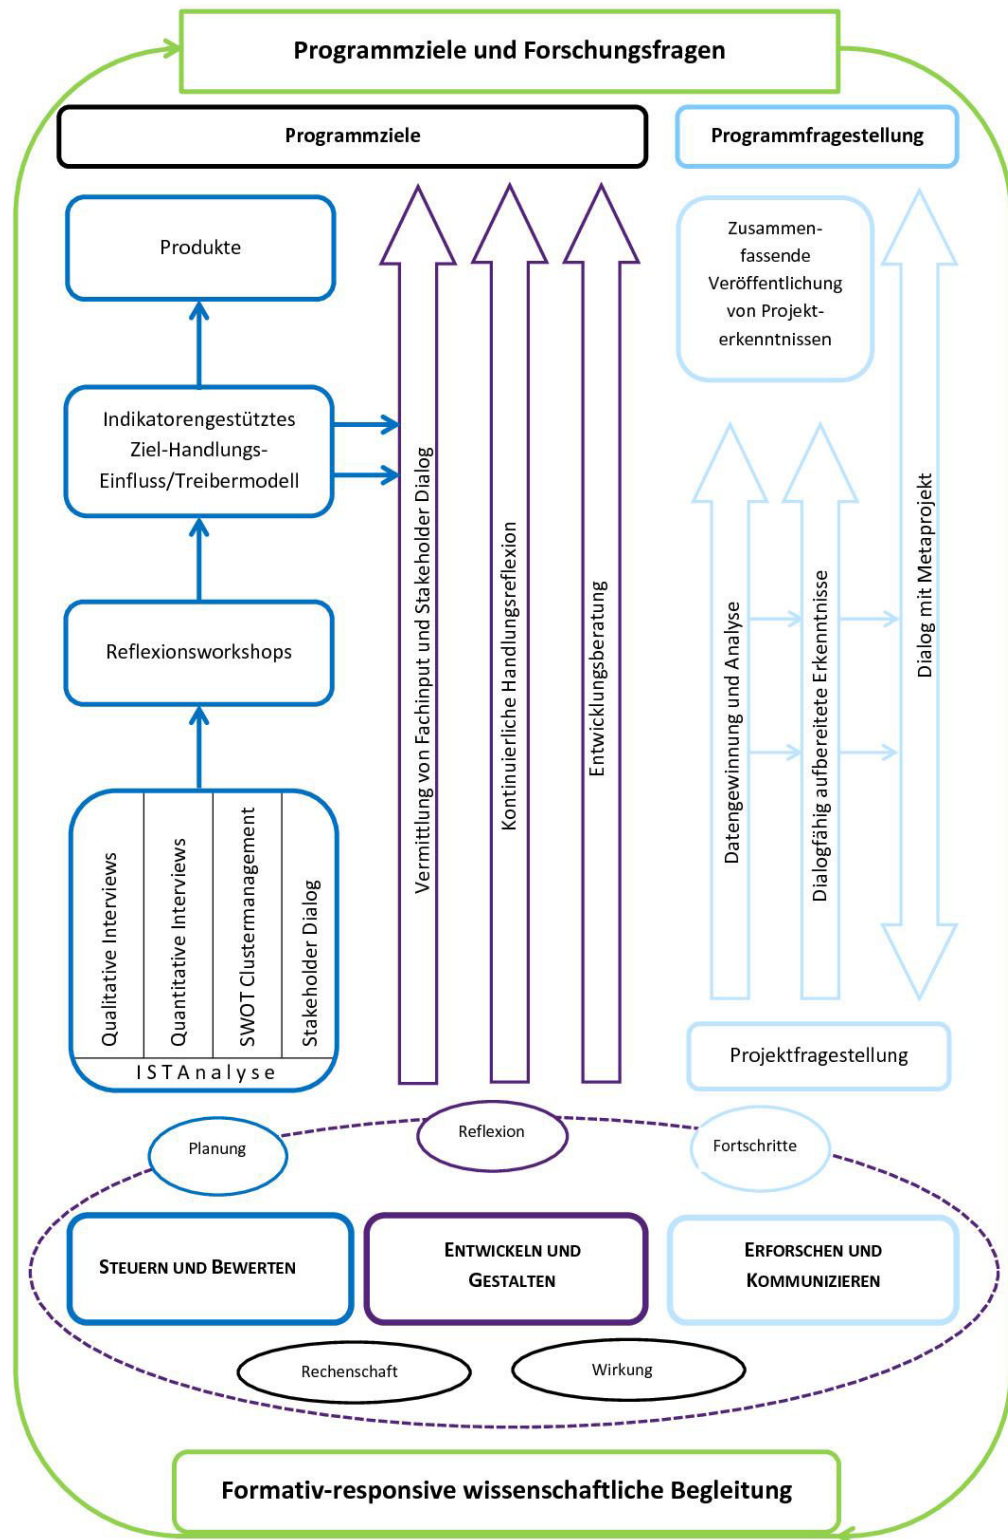 Programmziele und Forschungsfragen
Programmziele
Programmfragestellung
Produkte
Indikatorengestütztes
Ziel-Handlungs-
Einfluss/Treibermodell
Reflexionsworkshops
Qualitative Interviews
Quantitative Interviews
SWOT Clustermanagement
Stakeholder Dialog
ISTAnalyse
Vermittlung von Fachinput und Stakeholder Dialog
Kontinuierliche Handlungsreflexion
Entwicklungsberatung
Zusammen-
fassende
Veröffentlichung
von Projekt-
erkenntnissen
Datengewinnung und Analyse
Dialogfähig aufbereitete Erkenntnisse
Dialog mit Metaprojekt
Projektfragestellung
Planung
Reflexion
Fortschritte
STEUERN UND BEWERTEN
ENTWICKELN UND
GESTALTEN
ERFORSCHEN UND
KOMMUNIZIEREN
Rechenschaft
Wirkung
Formativ-responsive wissenschaftliche Begleitung